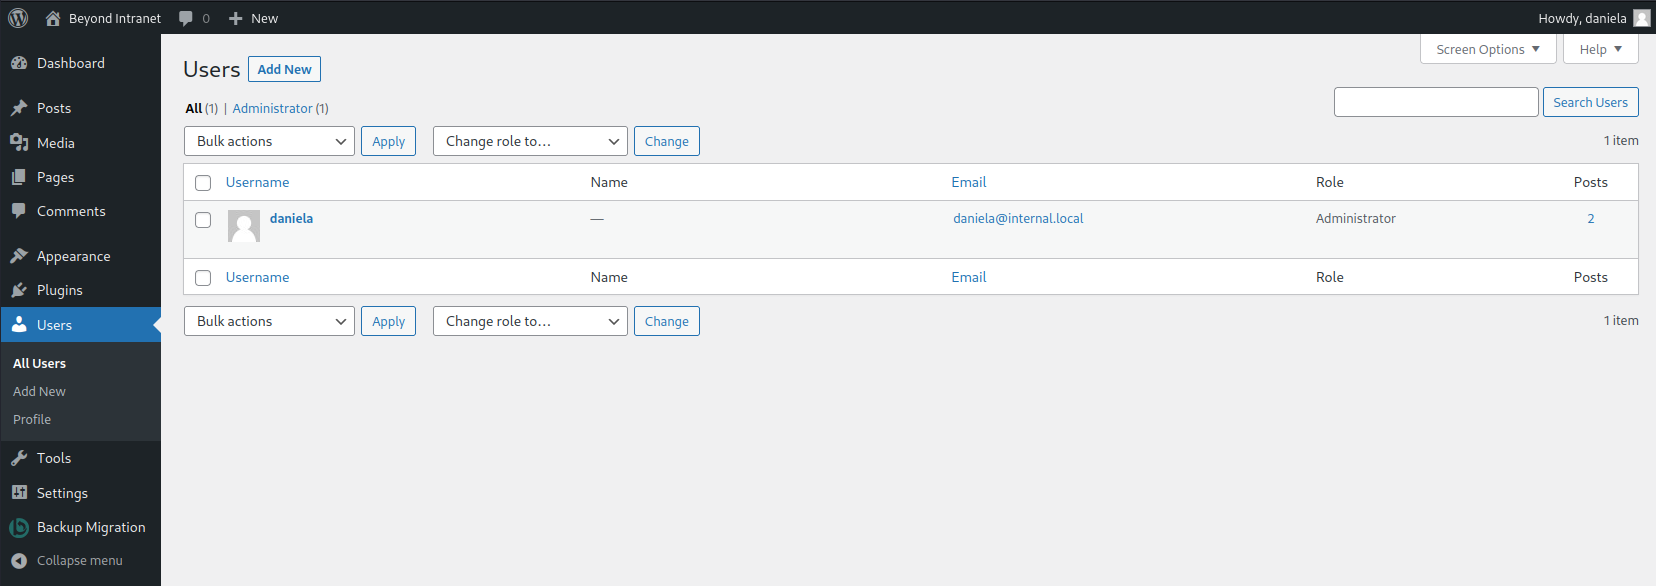 Beyond Intranet 0 New Howdy, daniela
Screen Options Help
Dashboard
Posts
Media
Pages
Comments
Appearance
Plugins
Users
All Users
Add New
Profile
Tools
Settings
Backup Migration
Collapse menu
Users Add New
All (1) | Administrator (1)
Search Users
Bulk actions Apply Change role to... Change 1 item
Username Name Email Role Posts
daniela — daniela@internal.local Administrator 2
Username Name Email Role Posts
Bulk actions Apply Change role to... Change 1 item